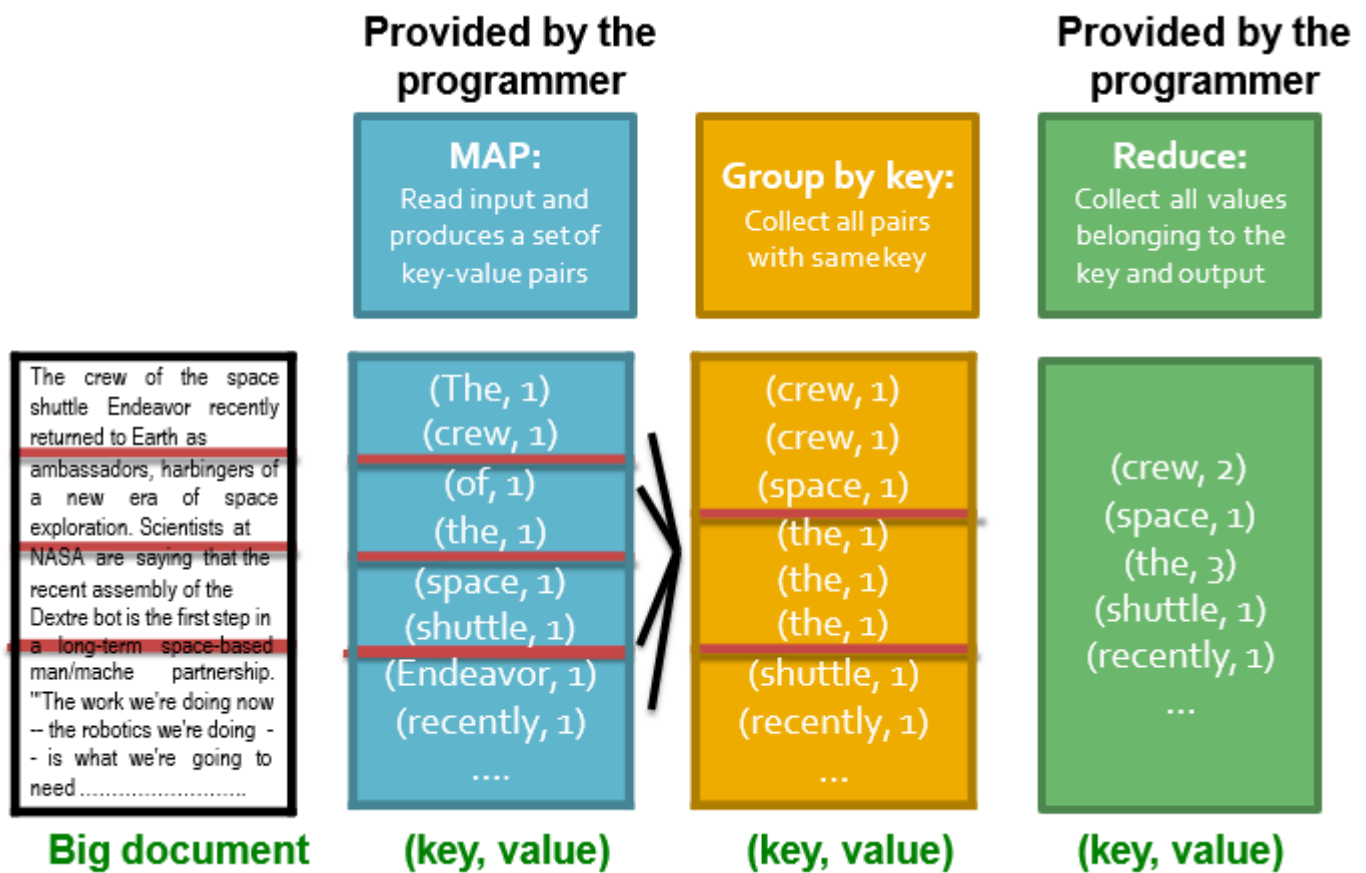 Provided by the
programmer
Provided by the
programmer
MAP:
Read input and
produces a set of
key-value pairs
Group by key:
Collect all pairs
with samekey
Reduce:
Collect all values
belonging to the
key and output
The crew of the space
shuttle Endeavor recently
returned to Earth as
ambassadors, harbingers of
a new era of space
exploration. Scientists at
NASA are saying that the
recent assembly of the
Dextre bot is the first step in
a long-term space-based
man/mache partnership.
"The work we're doing now
-- the robotics we're doing -
- is what we're going to
need ..........................
(The, 1)
(crew, 1)
(of, 1)
(the, 1)
(space, 1)
(shuttle, 1)
(Endeavor, 1)
(recently, 1)
....
(crew, 1)
(crew, 1)
(space, 1)
(the, 1)
(the, 1)
(the, 1)
(shuttle, 1)
(recently, 1)
...
(crew, 2)
(space, 1)
(the, 3)
(shuttle, 1)
(recently, 1)
...
Big document
(key, value)
(key, value)
(key, value)